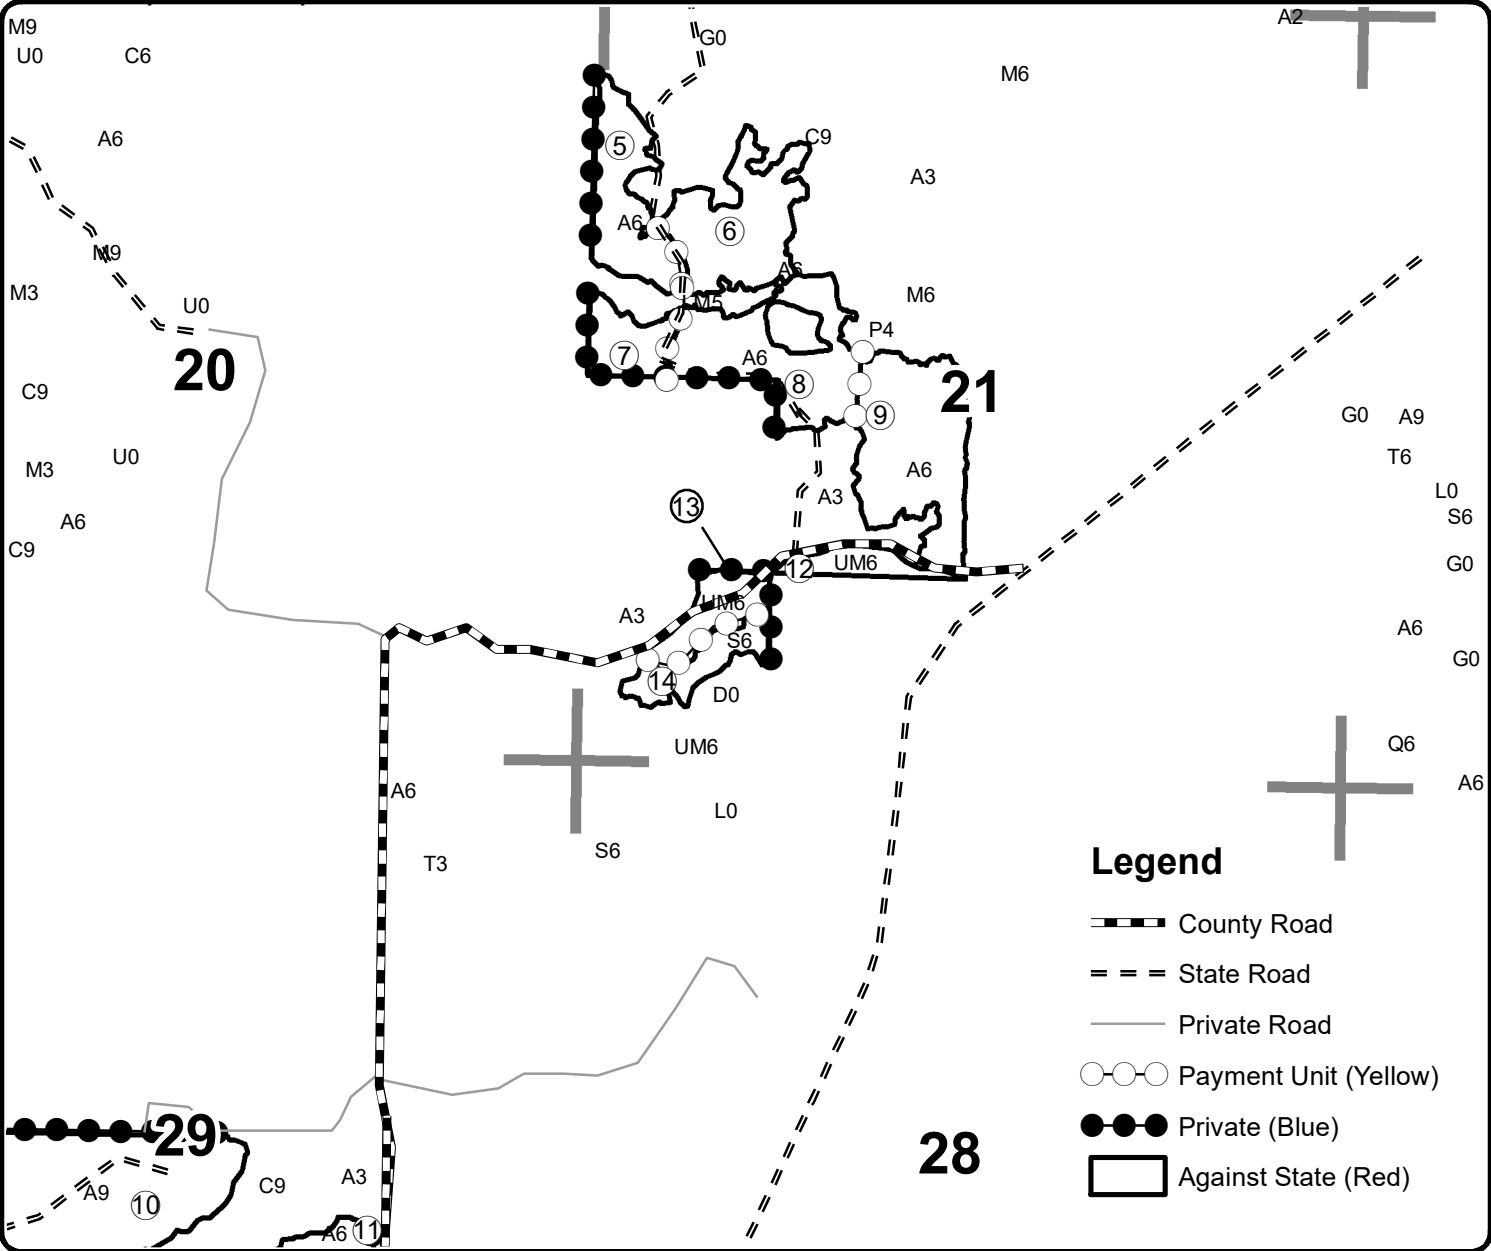 M9
G0
A2
U0
C6
M6
A6
C9
5
A3
A6
6
M9
A6
M3
U0
M5
M6
P4
7
A6
20
8
21
C9
9
G0
A9
U0
T6
M3
A6
L0
A3
13
S6
A6
C9
12
UM6
G0
UM6
A3
A6
S6
G0
14
D0
UM6
Q6
A6
A6
L0
S6
T3
Legend
County Road
State Road
Private Road
Payment Unit (Yellow)
Private (Blue)
29
28
A3
Against State (Red)
C9
A9
10
A6
11